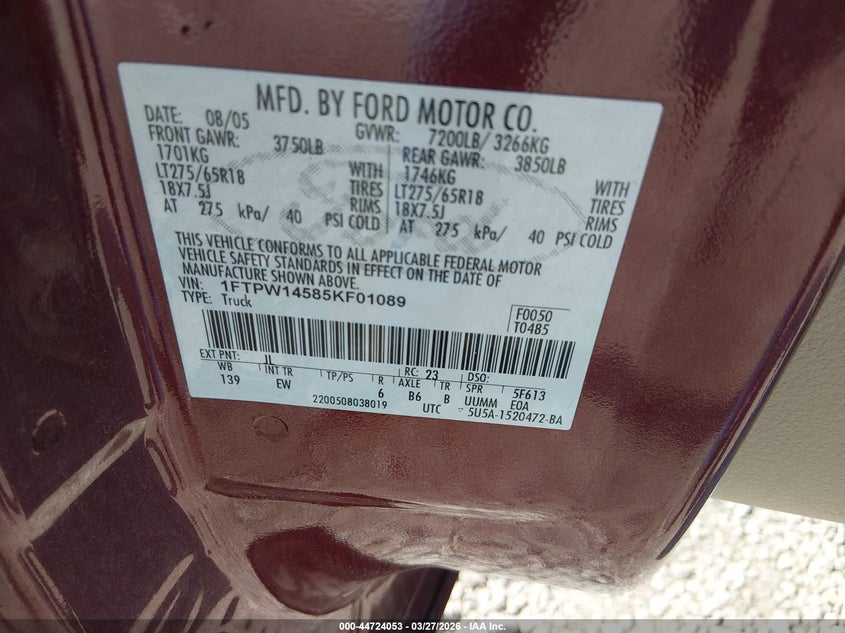 MFD. BY FORD MOTOR CO.
DATE: 08/05 GVWR: 7200LB/ 3266KG
FRONT GAWR: 3750LB REAR GAWR: 3850LB
1701KG WITH 1746KG WITH
LT275/65R18 TIRES LT275/65R18 TIRES
18X7.5J RIMS 18X7.5J RIMS
AT 275 kPa/ 40 PSI COLD AT 275 kPa/ 40 PSI COLD
THIS VEHICLE CONFORMS TO ALL APPLICABLE FEDERAL MOTOR
VEHICLE SAFETY STANDARDS IN EFFECT ON THE DATE OF
MANUFACTURE SHOWN ABOVE.
VIN: 1FTPW14585KF01089
TYPE: Truck
F0050
T0485
EXT PNT: JL RC: 23 DSO:
WB INT TR TP/PS R AXLE TR SPR 5F613
139 EW 6 B6 B UUMM EOA
2200508038019 UTC 5U5A-1520472-BA
000-44724053 - 03/27/2026 - IAA Inc.